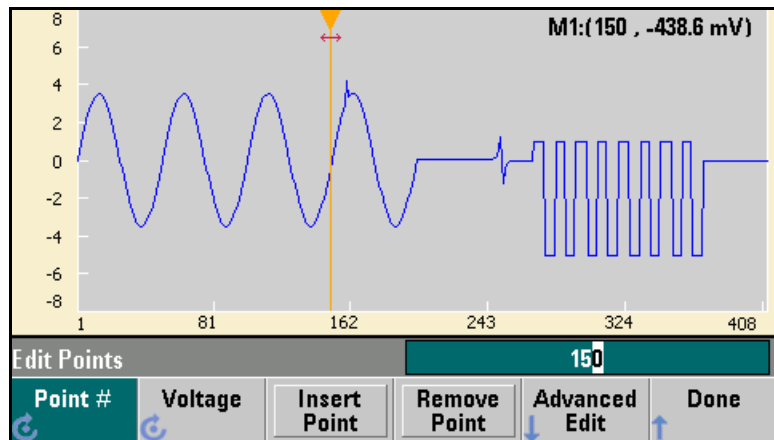 M1:(150 , -438.6 mV)
8
6
4
2
0
-2
-4
-6
-8
1 81 162 243 324 408
Edit Points 150
Point # Voltage Insert Point Remove Point Advanced Edit Done